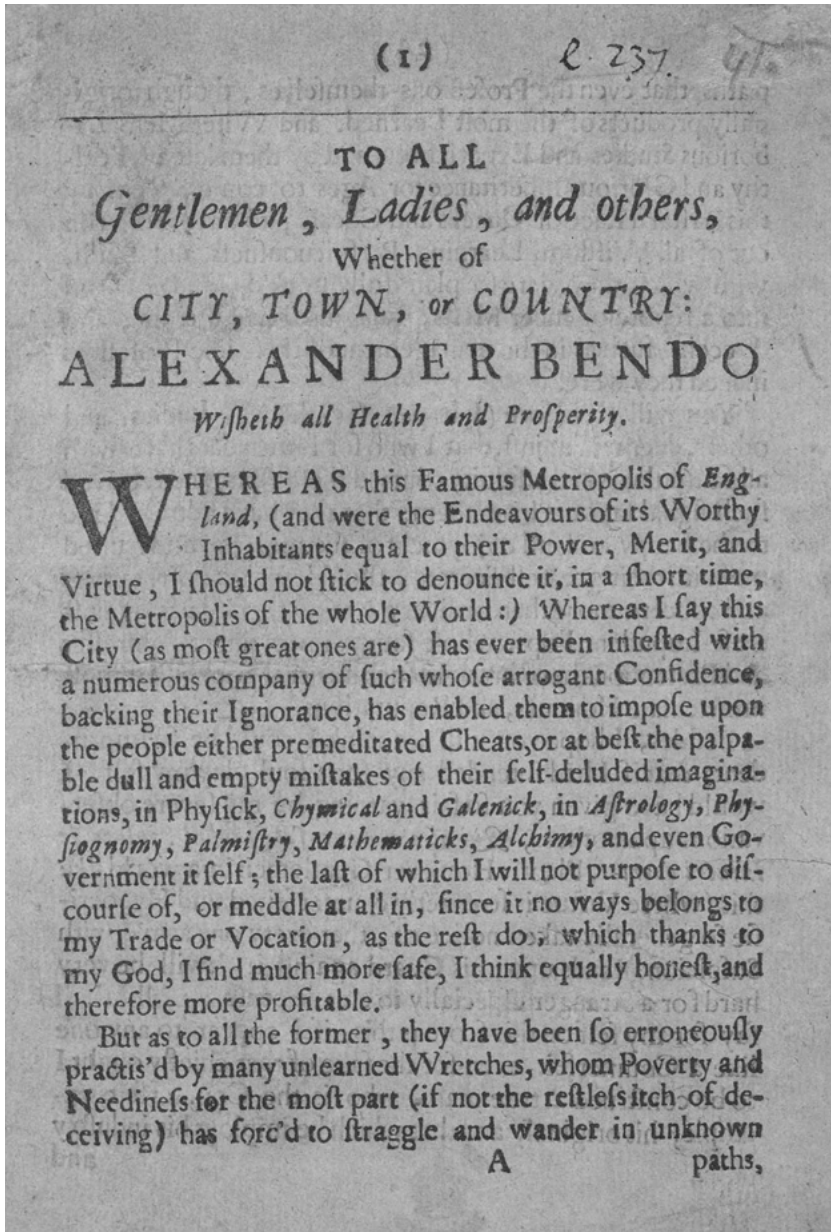 (1) e. 237.
TO ALL
Gentlemen, Ladies, and others,
Whether of
CITY, TOWN, or COUNTRY:
ALEXANDER BENDO
Wiſheth all Health and Proſperity.
WHEREAS this Famous Metropolis of Eng-
land, (and were the Endeavours of its Worthy
Inhabitants equal to their Power, Merit, and
Virtue, I ſhould not ſtick to denounce it, in a ſhort time,
the Metropolis of the whole World:) Whereas I ſay this
City (as moſt great ones are) has ever been infeſted with
a numerous company of ſuch whoſe arrogant Confidence,
backing their Ignorance, has enabled them to impoſe upon
the people either premeditated Cheats, or at beſt the palpa-
ble dull and empty miſtakes of their ſelf-deluded imagina-
tions, in Phyſick, Chymical and Galenick, in Aſtrology, Phy-
ſiognomy, Palmiſtry, Mathematicks, Alchimy, and even Go-
vernment it ſelf; the laſt of which I will not purpoſe to diſ-
courſe of, or meddle at all in, ſince it no ways belongs to
my Trade or Vocation, as the reſt do, which thanks to
my God, I find much more ſafe, I think equally honeſt, and
therefore more profitable.
But as to all the former, they have been ſo erroneouſly
practis'd by many unlearned Wretches, whom Poverty and
Needineſs for the moſt part (if not the reſtleſs itch of de-
ceiving) has forc'd to ſtraggle and wander in unknown
A paths,